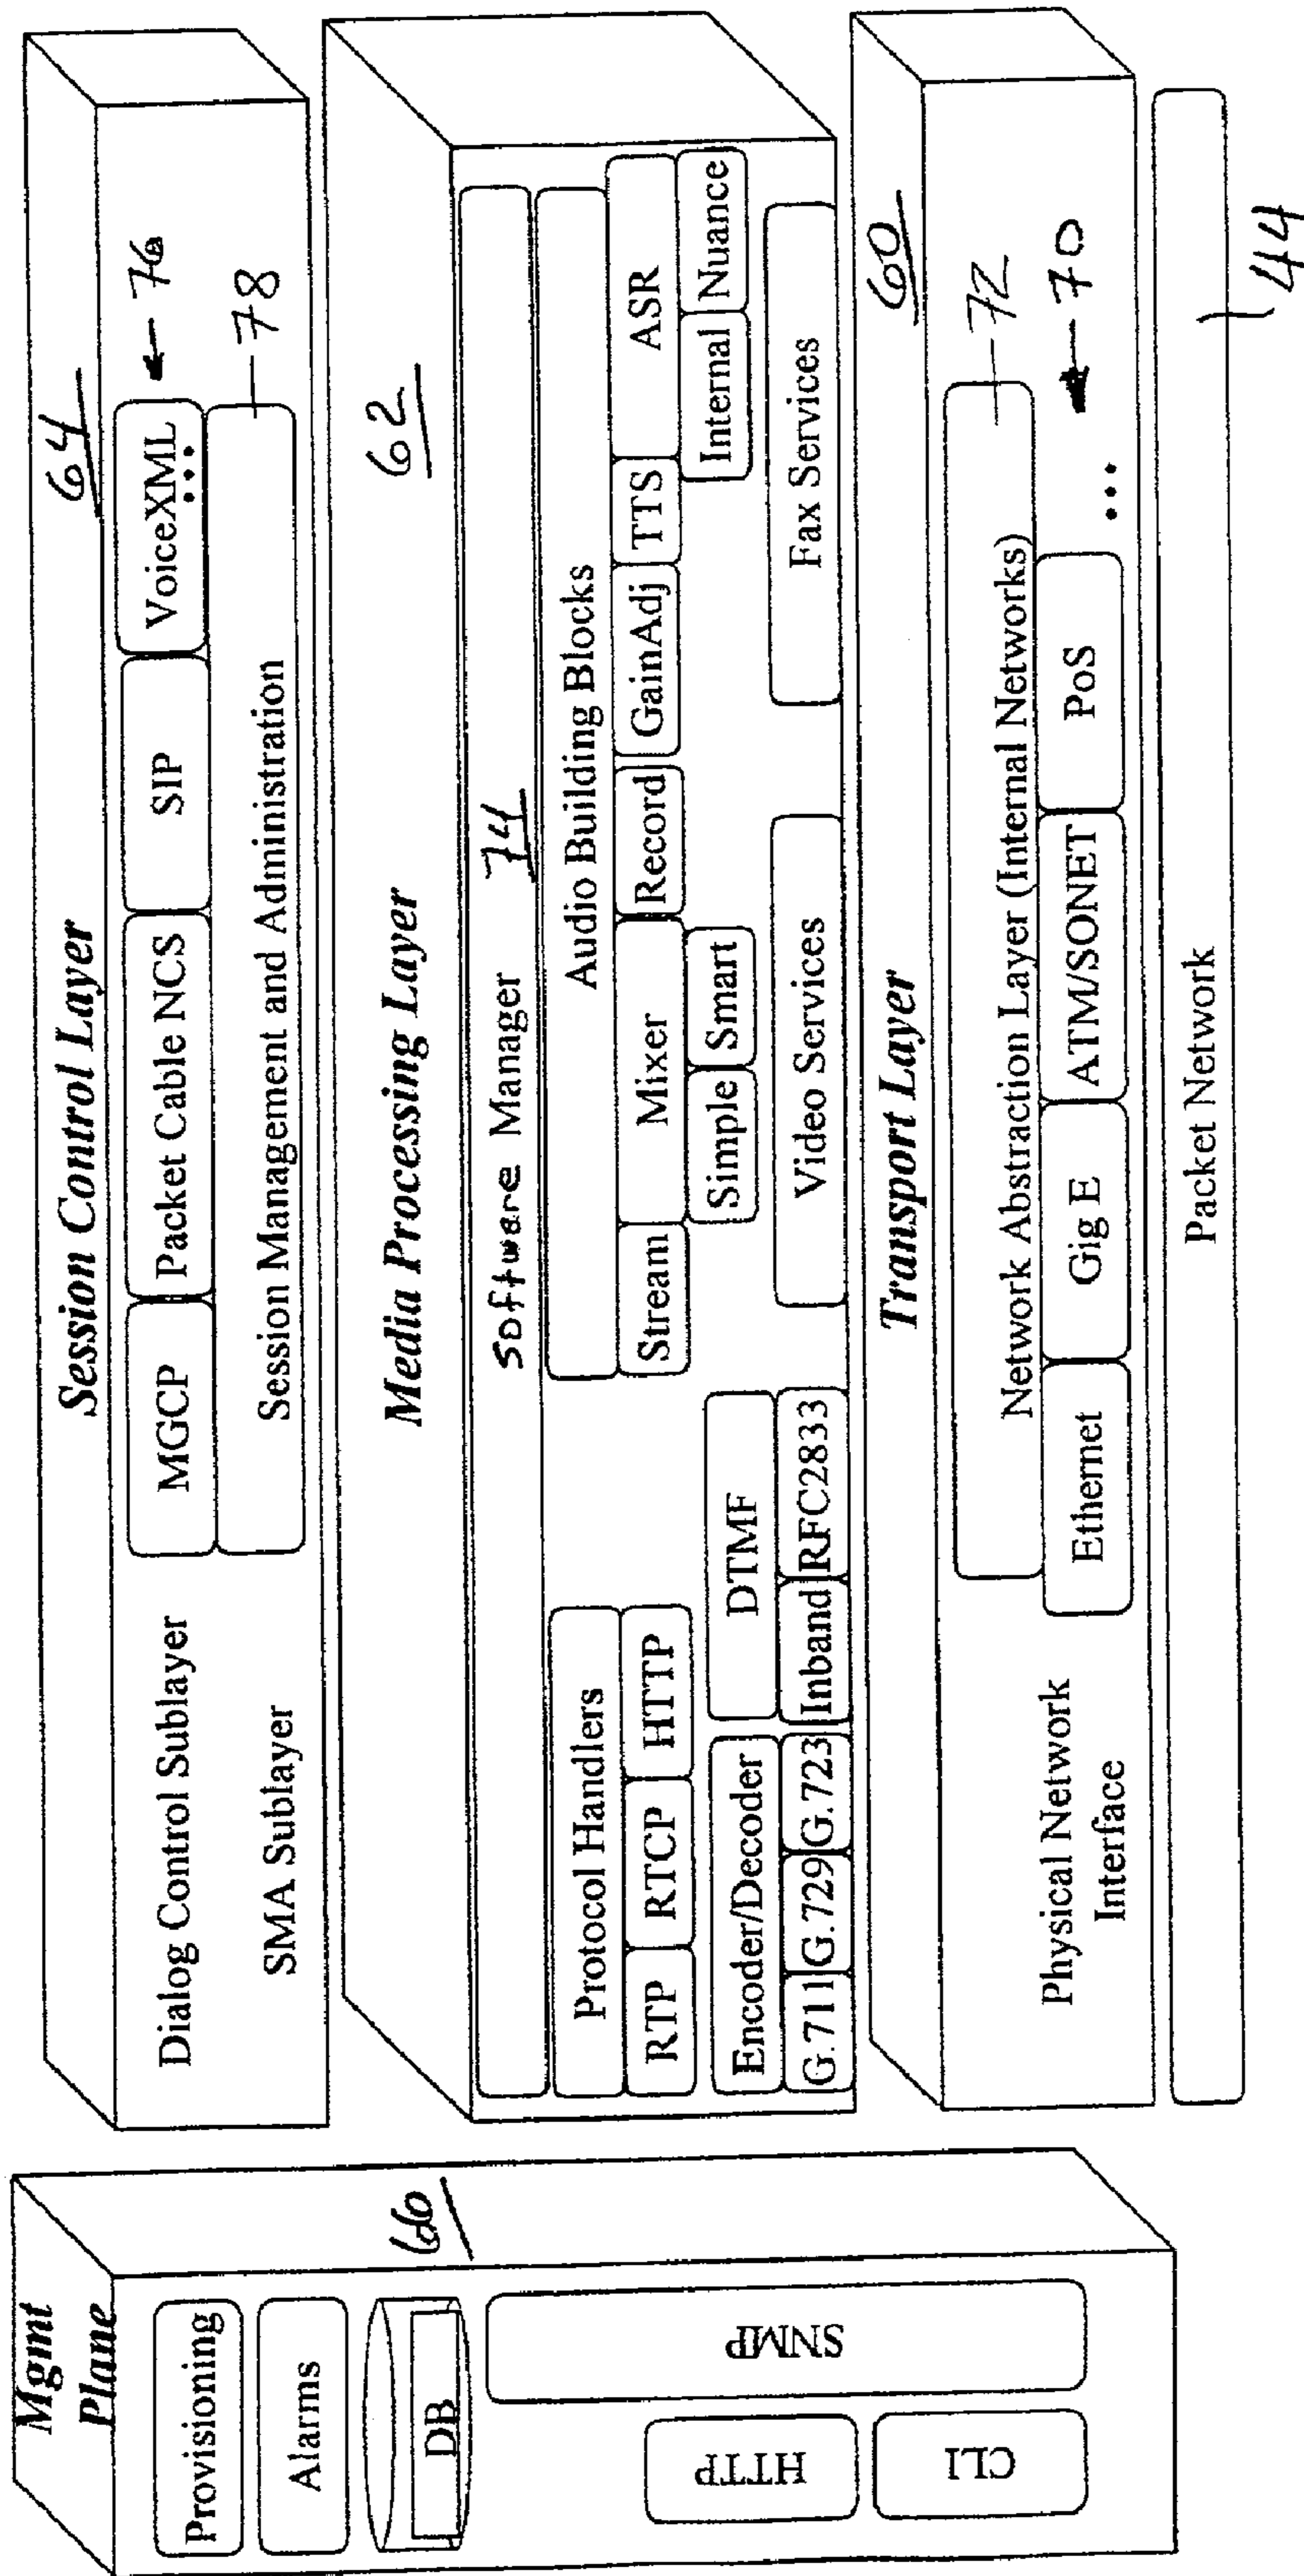 Mgmt
Plane
Provisioning
Alarms
DB
66
HTTP
CLI
SNMP
Session Control Layer
64
Dialog Control Sublayer
MGCP
Packet Cable NCS
SIP
VoiceXML
...
76
SMA Sublayer
Session Management and Administration
78
Media Processing Layer
62
Software Manager
74
Protocol Handlers
RTP
RTCP
HTTP
Encoder/Decoder
G.711
G.729
G.723
DTMF
Inband
RFC2833
Audio Building Blocks
Stream
Mixer
Record
GainAdj
TTS
ASR
Simple
Smart
Internal
Nuance
Video Services
Fax Services
Transport Layer
60
Network Abstraction Layer (Internal Networks)
72
Physical Network
Interface
Ethernet
Gig E
ATM/SONET
PoS
...
70
Packet Network
44